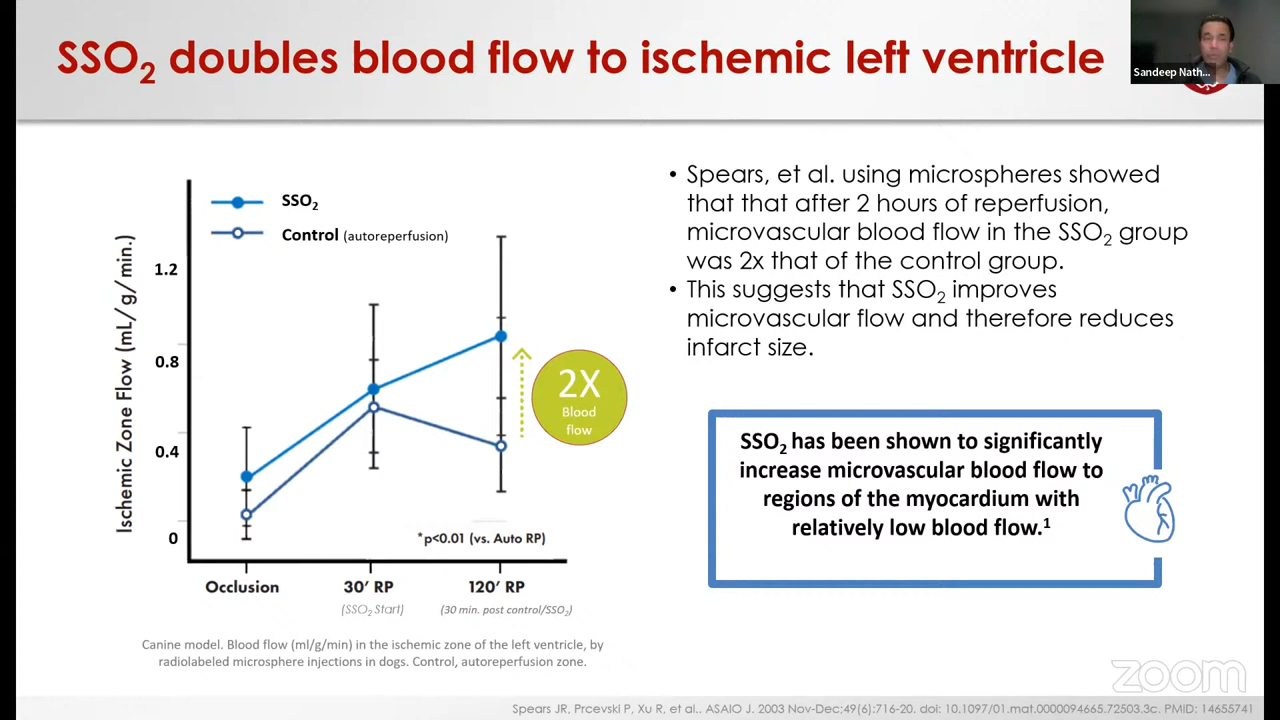 SSO2 doubles blood flow to ischemic left ventricle
Sandeep Nath...
SSO2
Control (autoreperfusion)
Ischemic Zone Flow (mL/g/min.)
1.2
0.8
0.4
0
2X
Blood
flow
*p<0.01 (vs. Auto RP)
Occlusion
30′ RP
120′ RP
(SSO2 Start)
(30 min. post control/SSO2)
Canine model. Blood flow (ml/g/min) in the ischemic zone of the left ventricle, by
radiolabeled microsphere injections in dogs. Control, autoreperfusion zone.
• Spears, et al. using microspheres showed
that that after 2 hours of reperfusion,
microvascular blood flow in the SSO2 group
was 2x that of the control group.
• This suggests that SSO2 improves
microvascular flow and therefore reduces
infarct size.
SSO2 has been shown to significantly
increase microvascular blood flow to
regions of the myocardium with
relatively low blood flow.1
zoom
Spears JR, Prcevski P, Xu R, et al.. ASAIO J. 2003 Nov-Dec;49(6):716-20. doi: 10.1097/01.mat.0000094665.72503.3c. PMID: 14655741